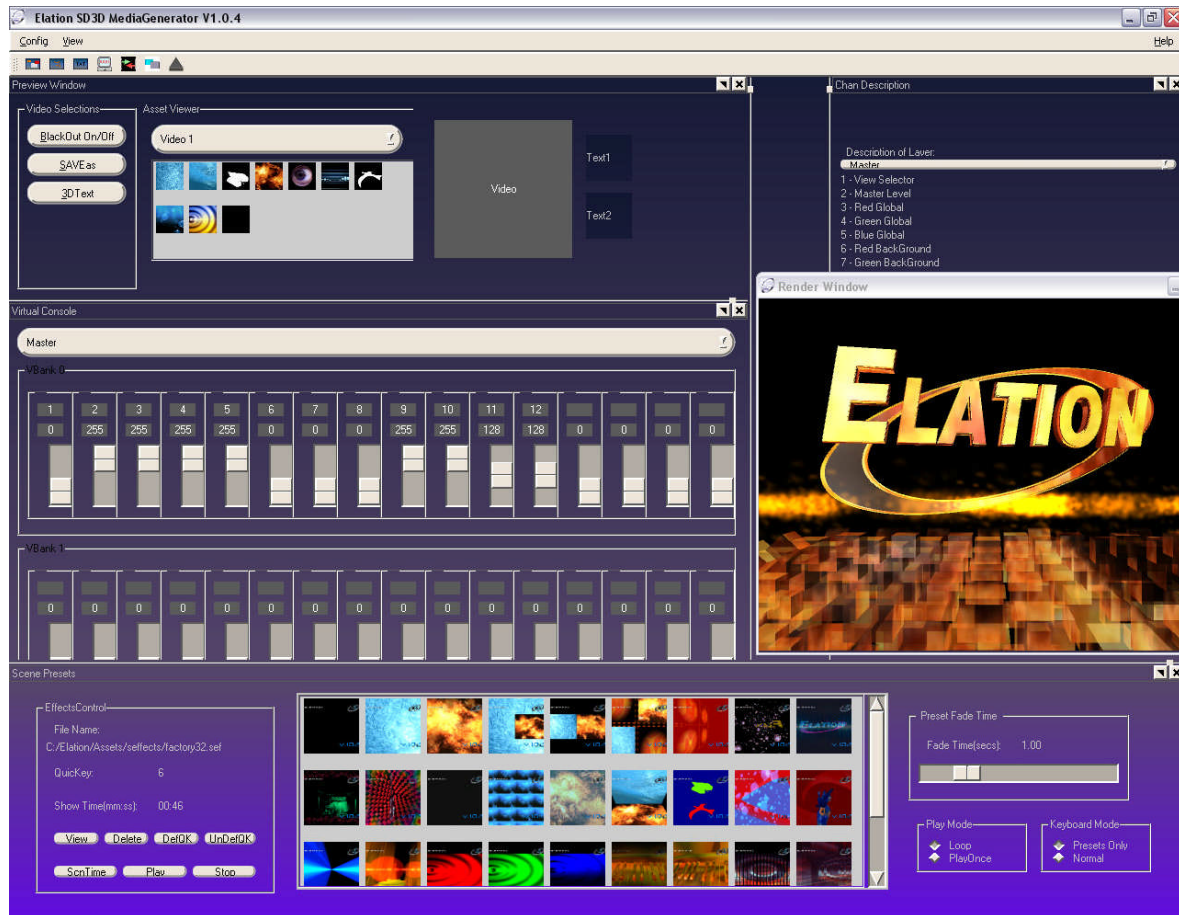 Elation SD3D MediaGenerator V1.0.4
Config View Help
Preview Window
Chan Description
Video Selections
Asset Viewer
BlackOut On/Off
SAVEas
3DText
Video 1
Video
Text1
Text2
Description of Layer:
Master
1 - View Selector
2 - Master Level
3 - Red Global
4 - Green Global
5 - Blue Global
6 - Red BackGround
7 - Green BackGround
Render Window
ELATION
Virtual Console
Master
VBank 0
1 2 3 4 5 6 7 8 9 10 11 12
0 255 255 255 255 0 0 0 255 255 128 128 0 0 0 0
VBank 1
0 0 0 0 0 0 0 0 0 0 0 0 0 0 0 0
Scene Presets
EffectsControl
File Name:
C:/Elation/Assets/seffects/factory32.sef
QuicKey: 6
Show Time(mm:ss): 00:46
View Delete DefQK UnDefQK
ScnTime Play Stop
Preset Fade Time
Fade Time(secs): 1.00
Play Mode
Loop
PlayOnce
Keyboard Mode
Presets Only
Normal